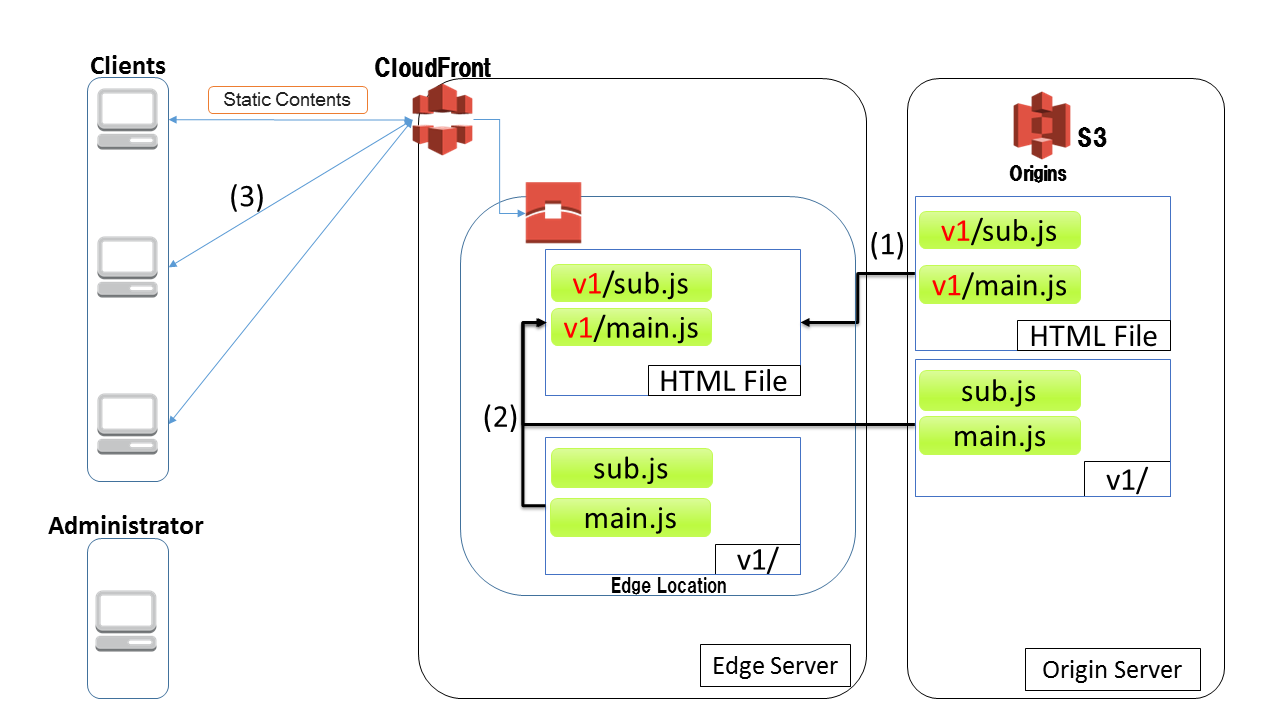 Clients
CloudFront
Static Contents
S3
Origins
(3)
(1)
v1/sub.js
v1/main.js
HTML File
v1/sub.js
v1/main.js
HTML File
(2)
sub.js
main.js
v1/
sub.js
main.js
v1/
Edge Location
Administrator
Edge Server
Origin Server